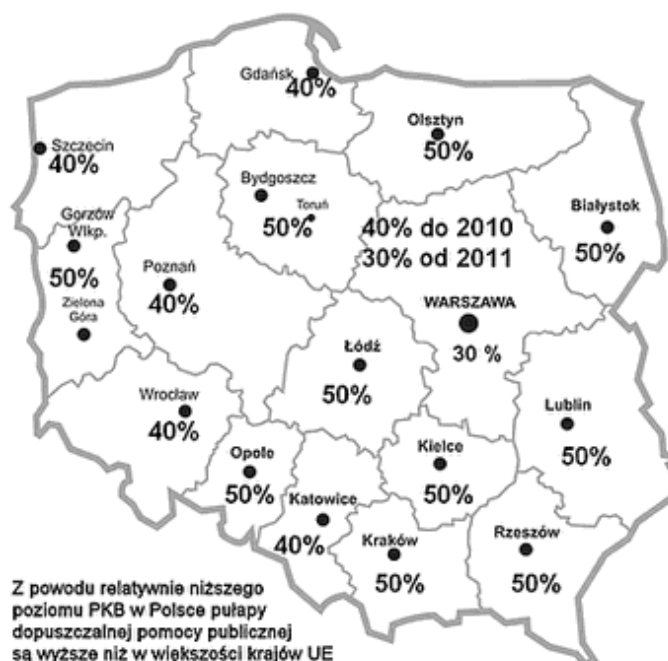 Gdańsk
40%
Olsztyn
50%
Szczecin
40%
Bydgoszcz
Toruń
50%
40% do 2010
30% od 2011
Białystok
50%
Gorzów
Wlkp.
50%
Zielona
Góra
Poznań
40%
WARSZAWA
30 %
Łódź
50%
Wrocław
40%
Lublin
50%
Opole
50%
Kielce
50%
Katowice
40%
Kraków
50%
Rzeszów
50%
Z powodu relatywnie niższego
poziomu PKB w Polsce pułapy
dopuszczalnej pomocy publicznej
są wyższe niż w większości krajów UE